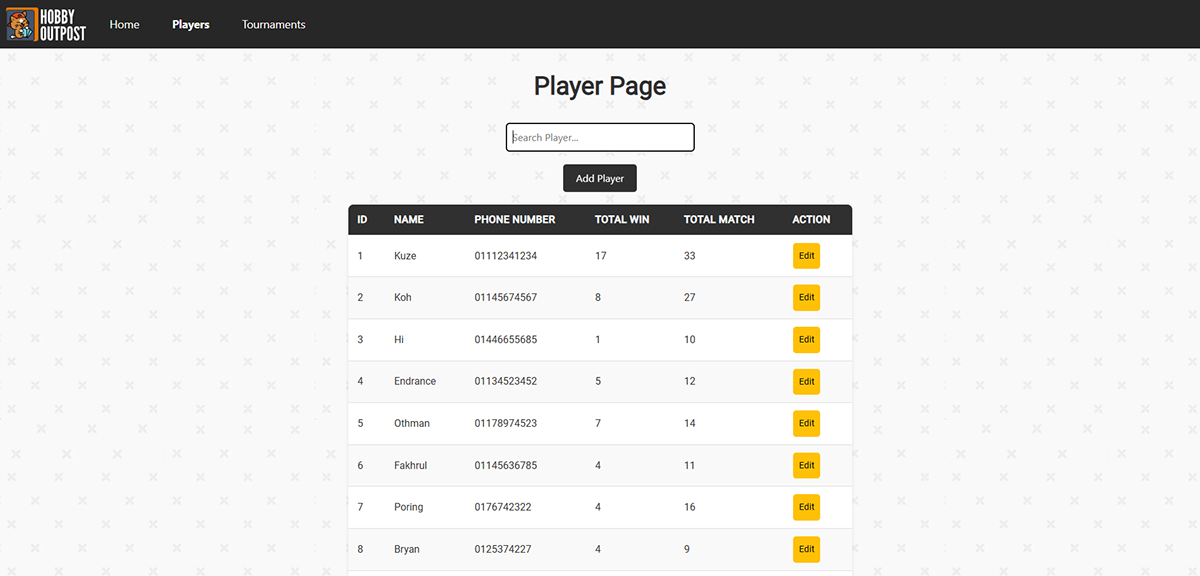 HOBBY
OUTPOST
Home Players Tournaments
Player Page
Search Player...
Add Player
ID NAME PHONE NUMBER TOTAL WIN TOTAL MATCH ACTION
1 Kuze 01112341234 17 33 Edit
2 Koh 01145674567 8 27 Edit
3 Hi 01446655685 1 10 Edit
4 Endrance 01134523452 5 12 Edit
5 Othman 01178974523 7 14 Edit
6 Fakhrul 01145636785 4 11 Edit
7 Poring 0176742322 4 16 Edit
8 Bryan 0125374227 4 9 Edit